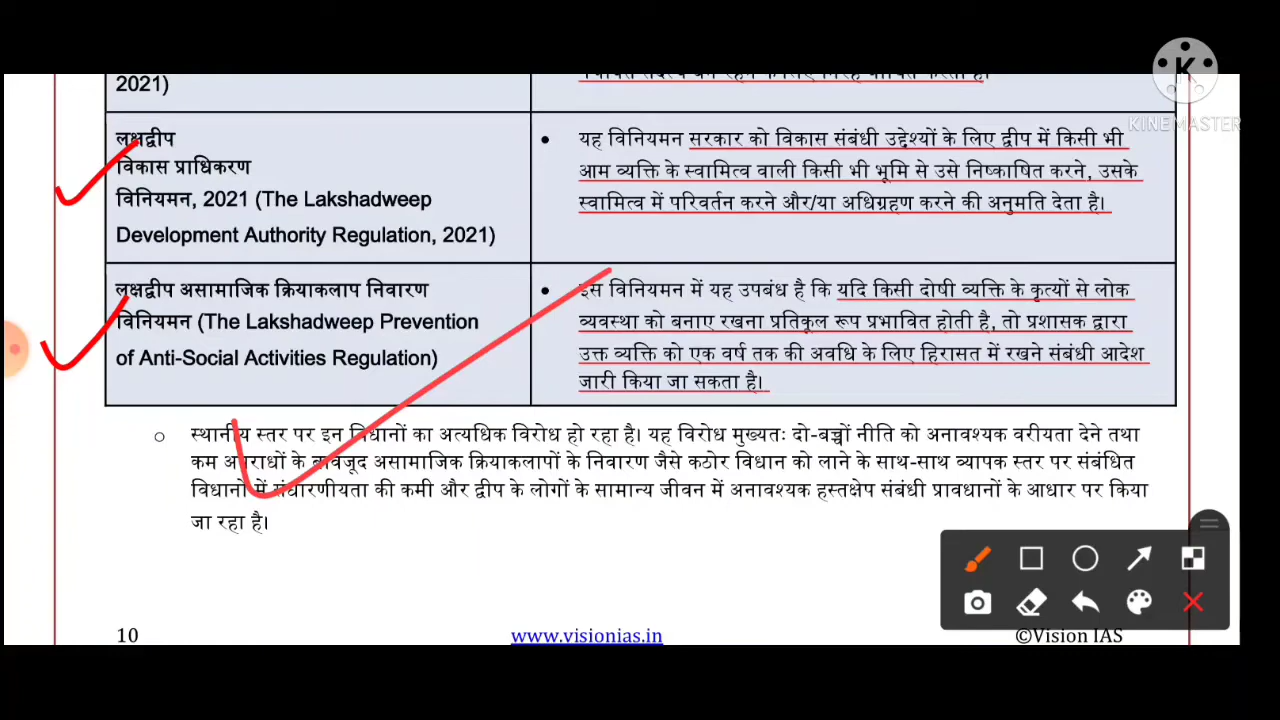 2021)
लक्षद्वीप
विकास प्राधिकरण
विनियमन, 2021 (The Lakshadweep
Development Authority Regulation, 2021)
यह विनियमन सरकार को विकास संबंधी उद्देश्यों के लिए द्वीप में किसी भी
आम व्यक्ति के स्वामित्व वाली किसी भी भूमि से उसे निष्काषित करने, उसके
स्वामित्व में परिवर्तन करने और/या अधिग्रहण करने की अनुमति देता है।
लक्षद्वीप असामाजिक क्रियाकलाप निवारण
विनियमन (The Lakshadweep Prevention
of Anti-Social Activities Regulation)
इस विनियमन में यह उपबंध है कि यदि किसी दोषी व्यक्ति के कृत्यों से लोक
व्यवस्था को बनाए रखना प्रतिकूल रूप प्रभावित होती है, तो प्रशासक द्वारा
उक्त व्यक्ति को एक वर्ष तक की अवधि के लिए हिरासत में रखने संबंधी आदेश
जारी किया जा सकता है।
स्थानीय स्तर पर इन विधानों का अत्यधिक विरोध हो रहा है। यह विरोध मुख्यतः दो-बच्चों नीति को अनावश्यक वरीयता देने तथा
कम अपराधों के बावजूद असामाजिक क्रियाकलापों के निवारण जैसे कठोर विधान को लाने के साथ-साथ व्यापक स्तर पर संबंधित
विधानों में संधारणीयता की कमी और द्वीप के लोगों के सामान्य जीवन में अनावश्यक हस्तक्षेप संबंधी प्रावधानों के आधार पर किया
जा रहा है।
10
www.visionias.in
©Vision IAS
K
KINEMASTER